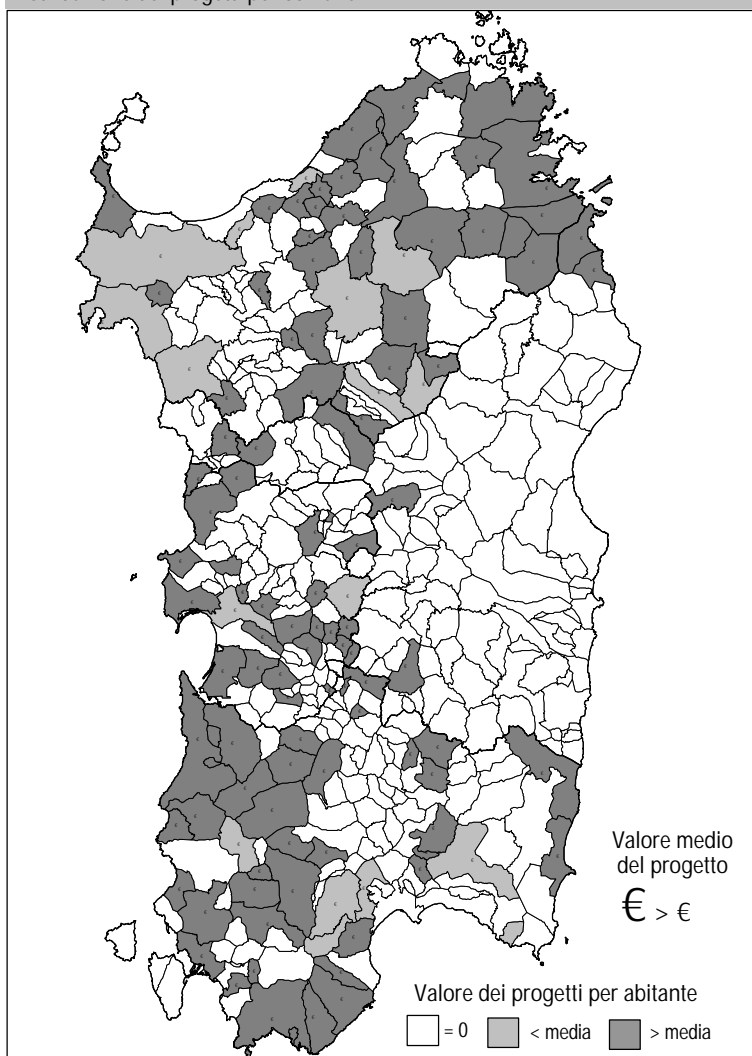 Valore medio
del progetto
€ > €
Valore dei progetti per abitante
= 0 < media > media